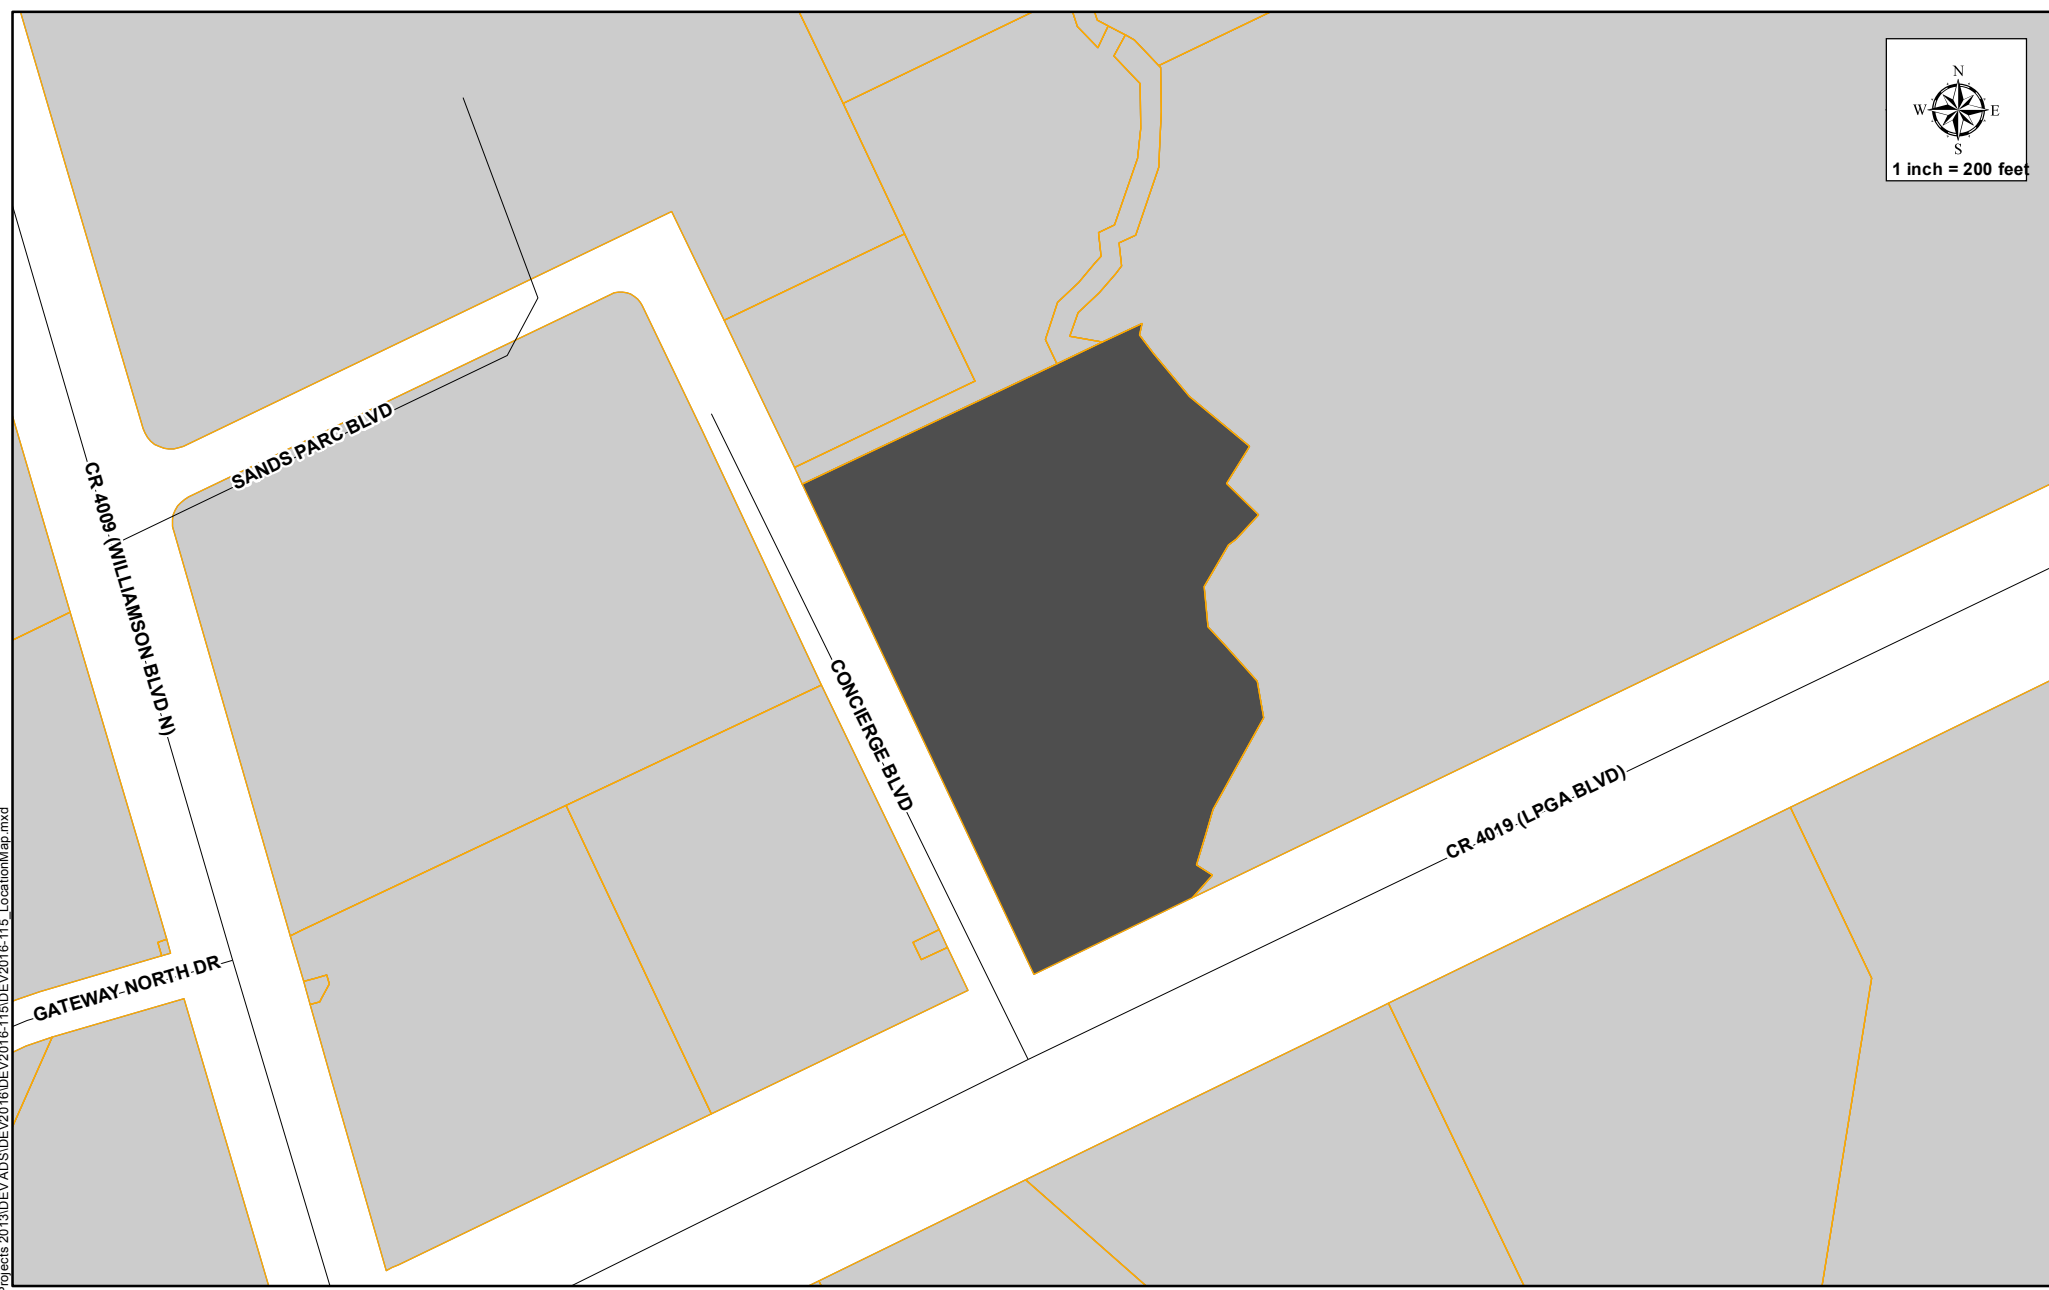 N
W E
S
1 inch = 200 feet
SANDS PARC BLVD
CR 4009 (WILLIAMSON BLVD N)
CONCIERGE BLVD
CR 4019 (LPGA BLVD)
GATEWAY NORTH DR
2013\DEV ADS\DEV2016\DEV2016-115\DEV2016-115_LocationMap.mxd